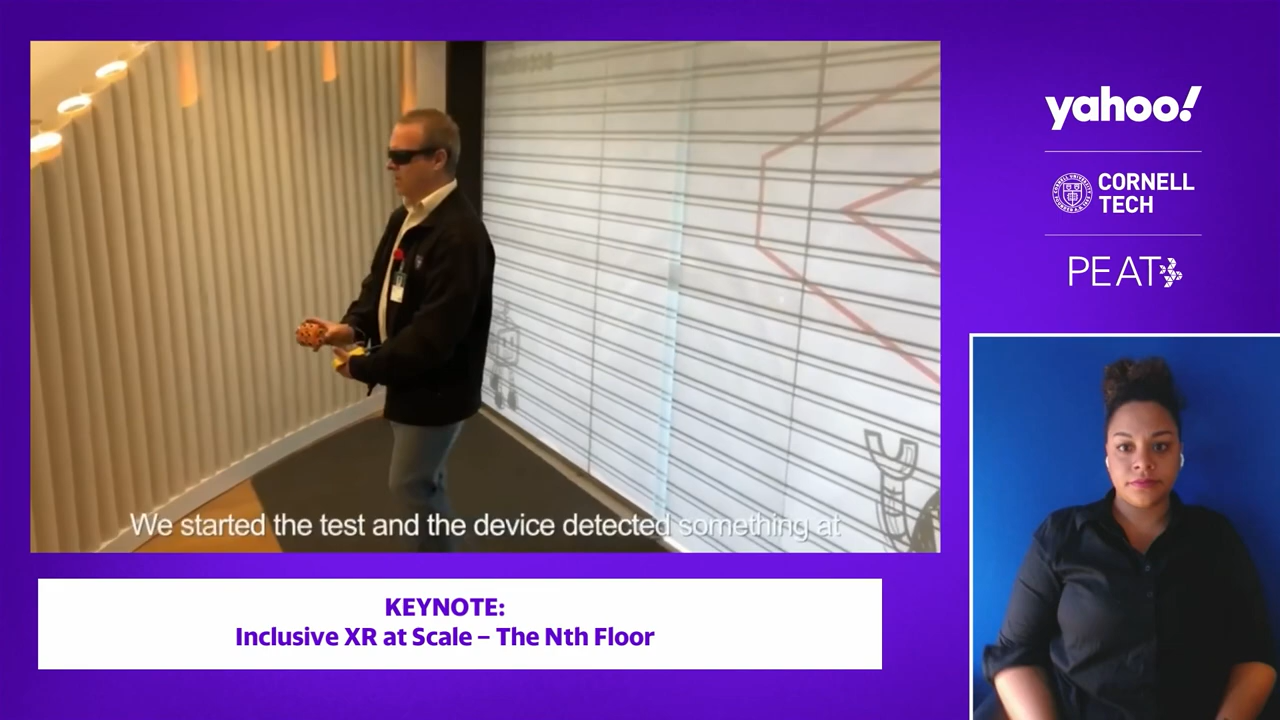 We started the test and the device detected something at
KEYNOTE:
Inclusive XR at Scale – The Nth Floor
yahoo!
CORNELL
TECH
PEAT